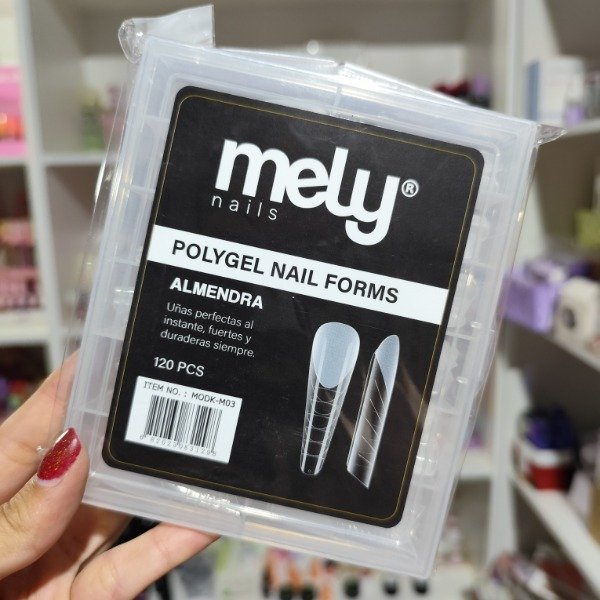 mely®
nails
POLYGEL NAIL FORMS
ALMENDRA
Uñas perfectas al
instante, fuertes y
duraderas siempre.
120 PCS
ITEM NO. : MODK-M03